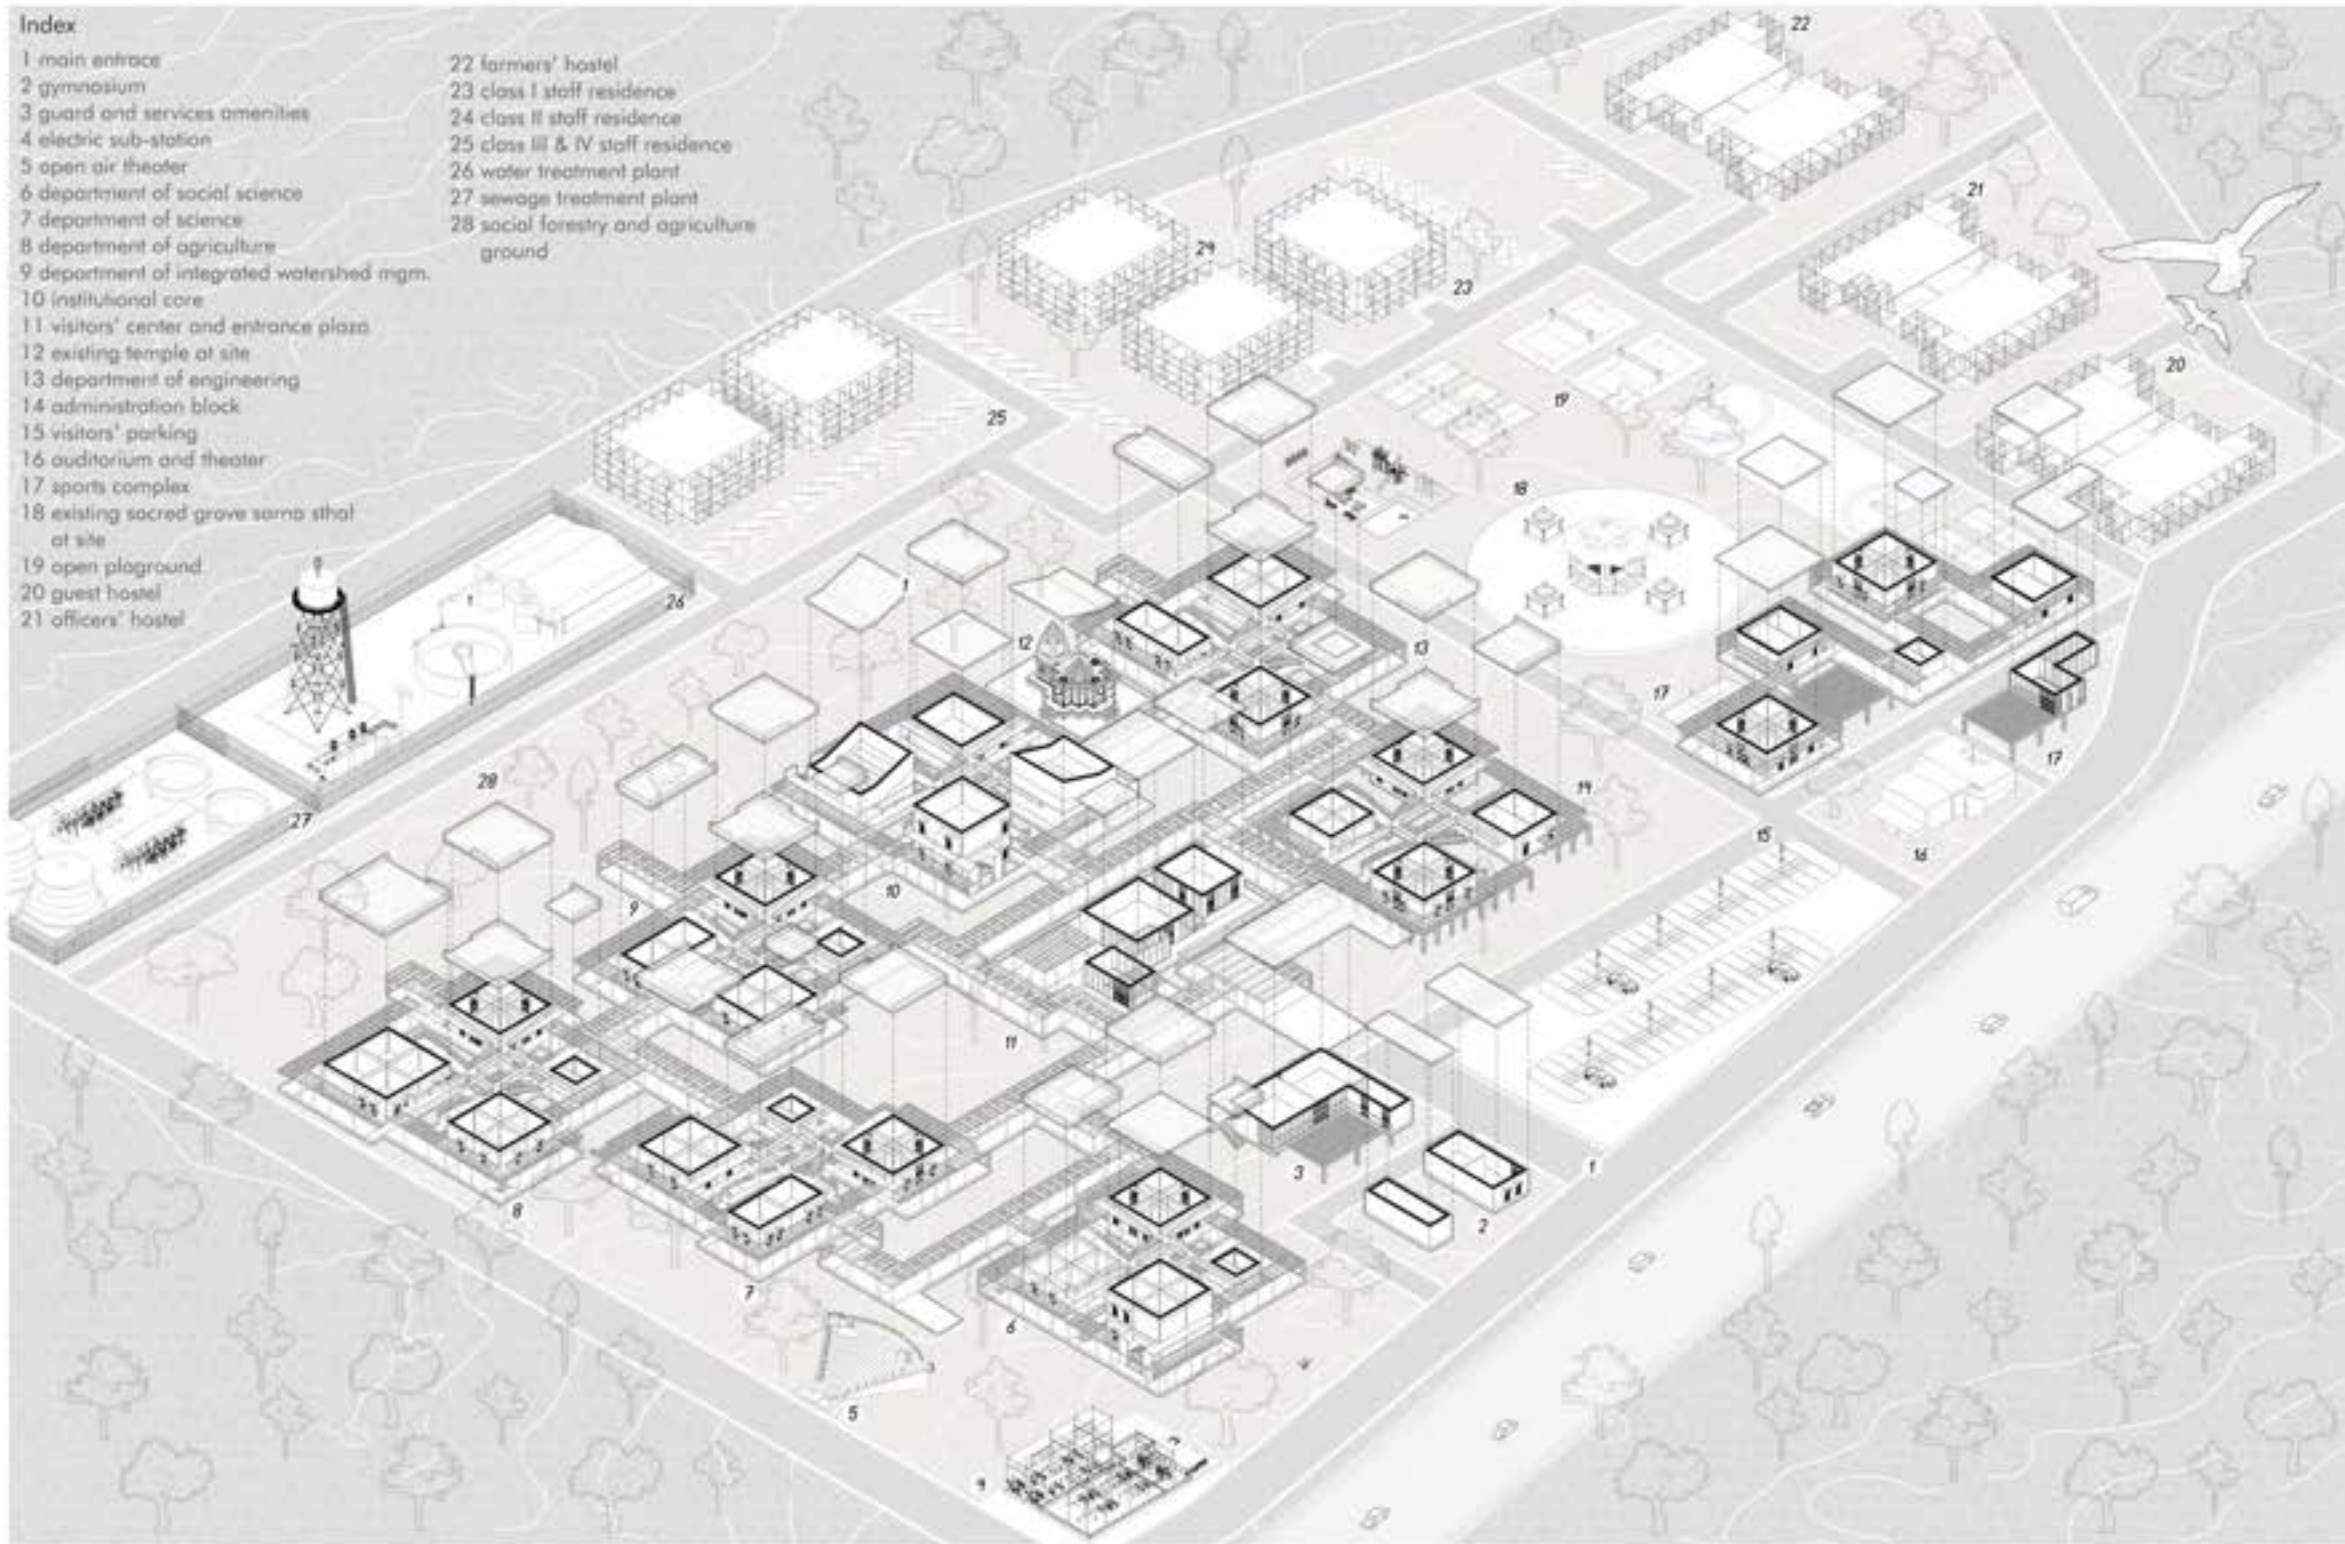 Index
1 main entrace
2 gymnasium
3 guard and services amenities
4 electric sub-station
5 open air theater
6 department of social science
7 department of science
8 department of agriculture
9 department of integrated watershed mgm.
10 institutional core
11 visitors' center and entrance plaza
12 existing temple at site
13 department of engineering
14 administration block
15 visitors' parking
16 auditorium and theater
17 sports complex
18 existing sacred grove sarna sthal
at site
19 open plaground
20 guest hostel
21 officers' hostel
22 farmers' hostel
23 class I staff residence
24 class II staff residence
25 class III & IV staff residence
26 water treatment plant
27 sewage treatment plant
28 social forestry and agriculture
ground
22
21
24
23
20
19
25
18
26
12
13
17
17
28
14
27
15
16
10
9
11
1
3
2
8
7
6
5
4